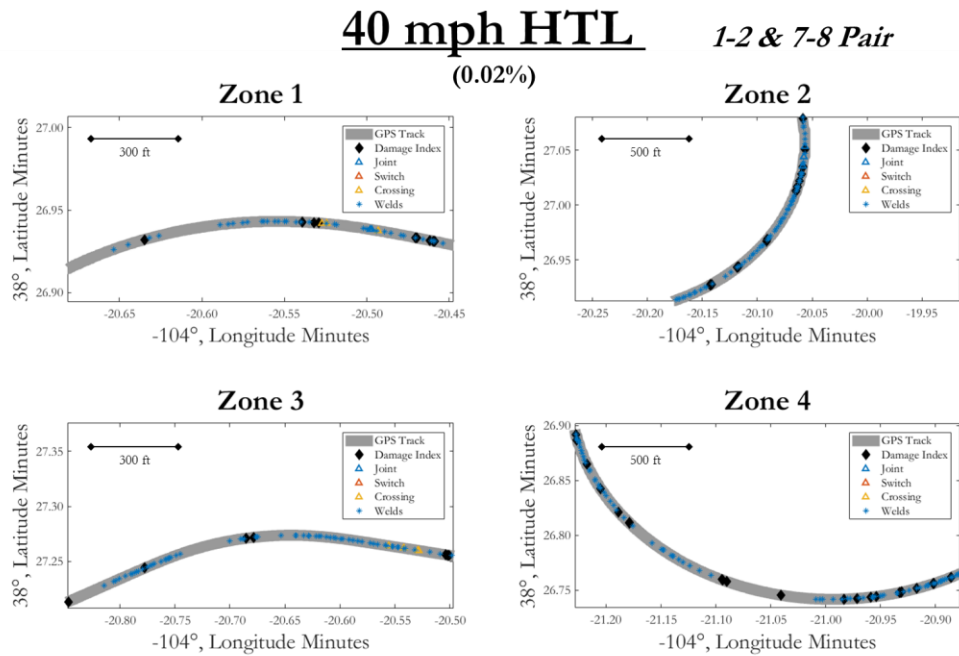 40 mph HTL
1-2 & 7-8 Pair
(0.02%)
Zone 1
38°, Latitude Minutes
27.00
26.95
26.90
300 ft
GPS Track
Damage Index
Joint
Switch
Crossing
Welds
-20.65
-20.60
-20.55
-20.50
-20.45
-104°, Longitude Minutes
Zone 2
38°, Latitude Minutes
27.05
27.00
26.95
500 ft
GPS Track
Damage Index
Joint
Switch
Crossing
Welds
-20.25
-20.20
-20.15
-20.10
-20.05
-20.00
-19.95
-104°, Longitude Minutes
Zone 3
38°, Latitude Minutes
27.35
27.30
27.25
300 ft
GPS Track
Damage Index
Joint
Switch
Crossing
Welds
-20.80
-20.75
-20.70
-20.65
-20.60
-20.55
-20.50
-104°, Longitude Minutes
Zone 4
38°, Latitude Minutes
26.90
26.85
26.80
26.75
500 ft
GPS Track
Damage Index
Joint
Switch
Crossing
Welds
-21.20
-21.15
-21.10
-21.05
-21.00
-20.95
-20.90
-104°, Longitude Minutes